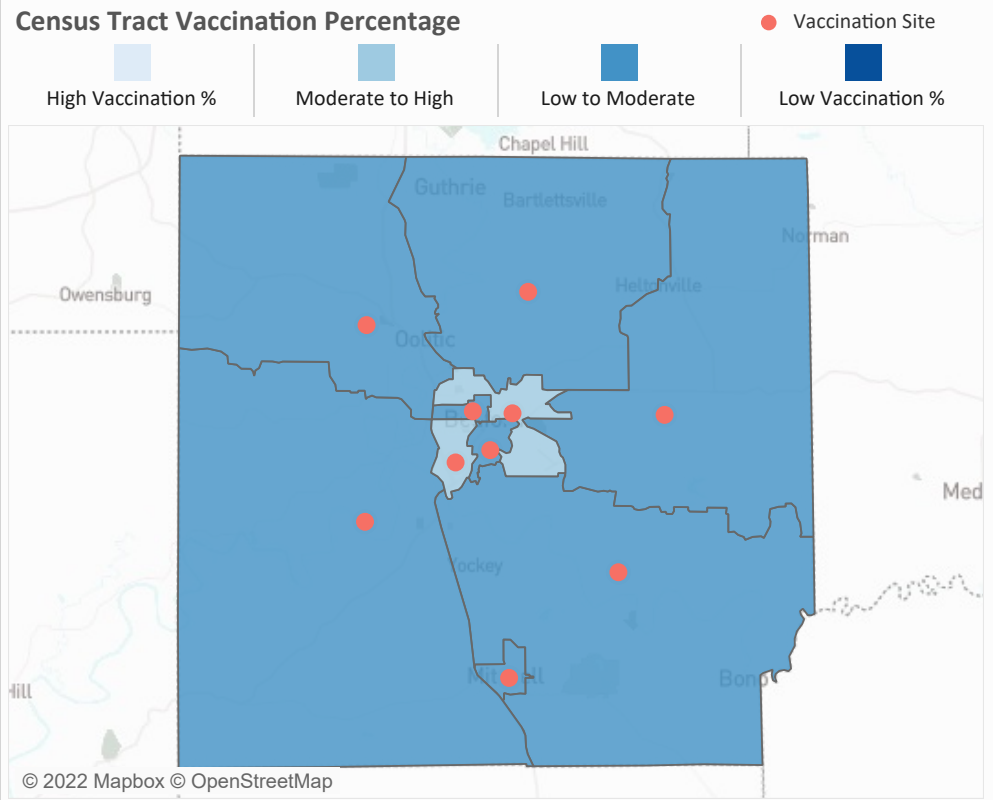 Census Tract Vaccination Percentage
Vaccination Site
High Vaccination %
Moderate to High
Low to Moderate
Low Vaccination %
Chapel Hill
Guthrie
Bartlettsville
Norman
Heltonville
Owensburg
Med
Yockey
Hill
© 2022 Mapbox © OpenStreetMap